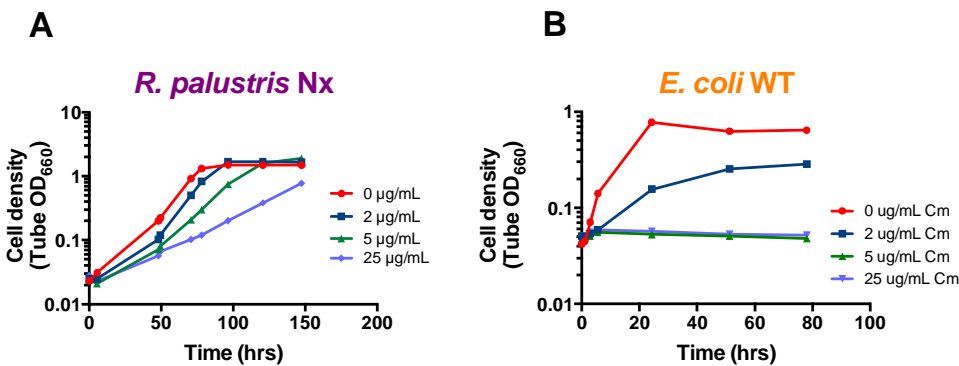 A
R. palustris Nx
Cell density
(Tube OD660)
10
1
0.1
0.01
0
50
100
150
200
Time (hrs)
0 µg/mL
2 µg/mL
5 µg/mL
25 µg/mL
B
E. coli WT
Cell density
(Tube OD660)
1
0.1
0.01
0
20
40
60
80
100
Time (hrs)
0 ug/mL Cm
2 ug/mL Cm
5 ug/mL Cm
25 ug/mL Cm